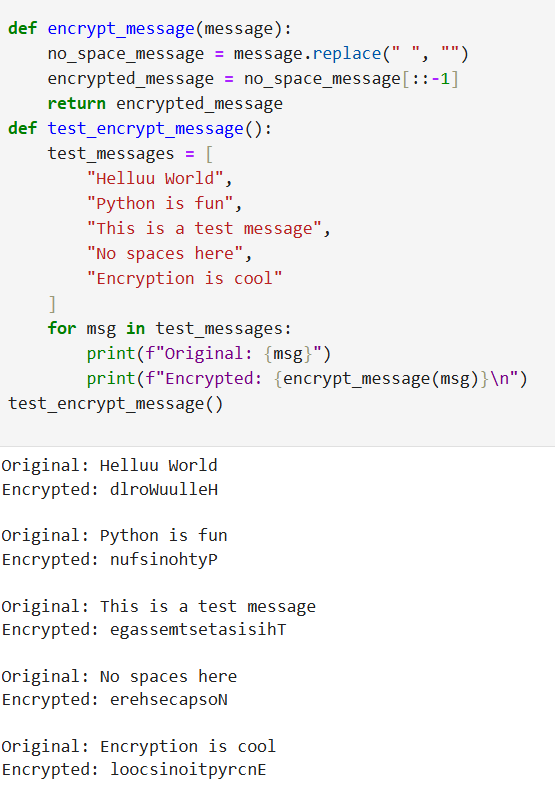 def encrypt_message(message):
    no_space_message = message.replace(" ", "")
    encrypted_message = no_space_message[::-1]
    return encrypted_message
def test_encrypt_message():
    test_messages = [
        "Helluu World",
        "Python is fun",
        "This is a test message",
        "No spaces here",
        "Encryption is cool"
    ]
    for msg in test_messages:
        print(f"Original: {msg}")
        print(f"Encrypted: {encrypt_message(msg)}\n")
test_encrypt_message()
Original: Helluu World
Encrypted: dlroWuulleH
Original: Python is fun
Encrypted: nufsinohtyP
Original: This is a test message
Encrypted: egassemtsetasisihT
Original: No spaces here
Encrypted: erehsecapsoN
Original: Encryption is cool
Encrypted: loocsinoitpyrcnE